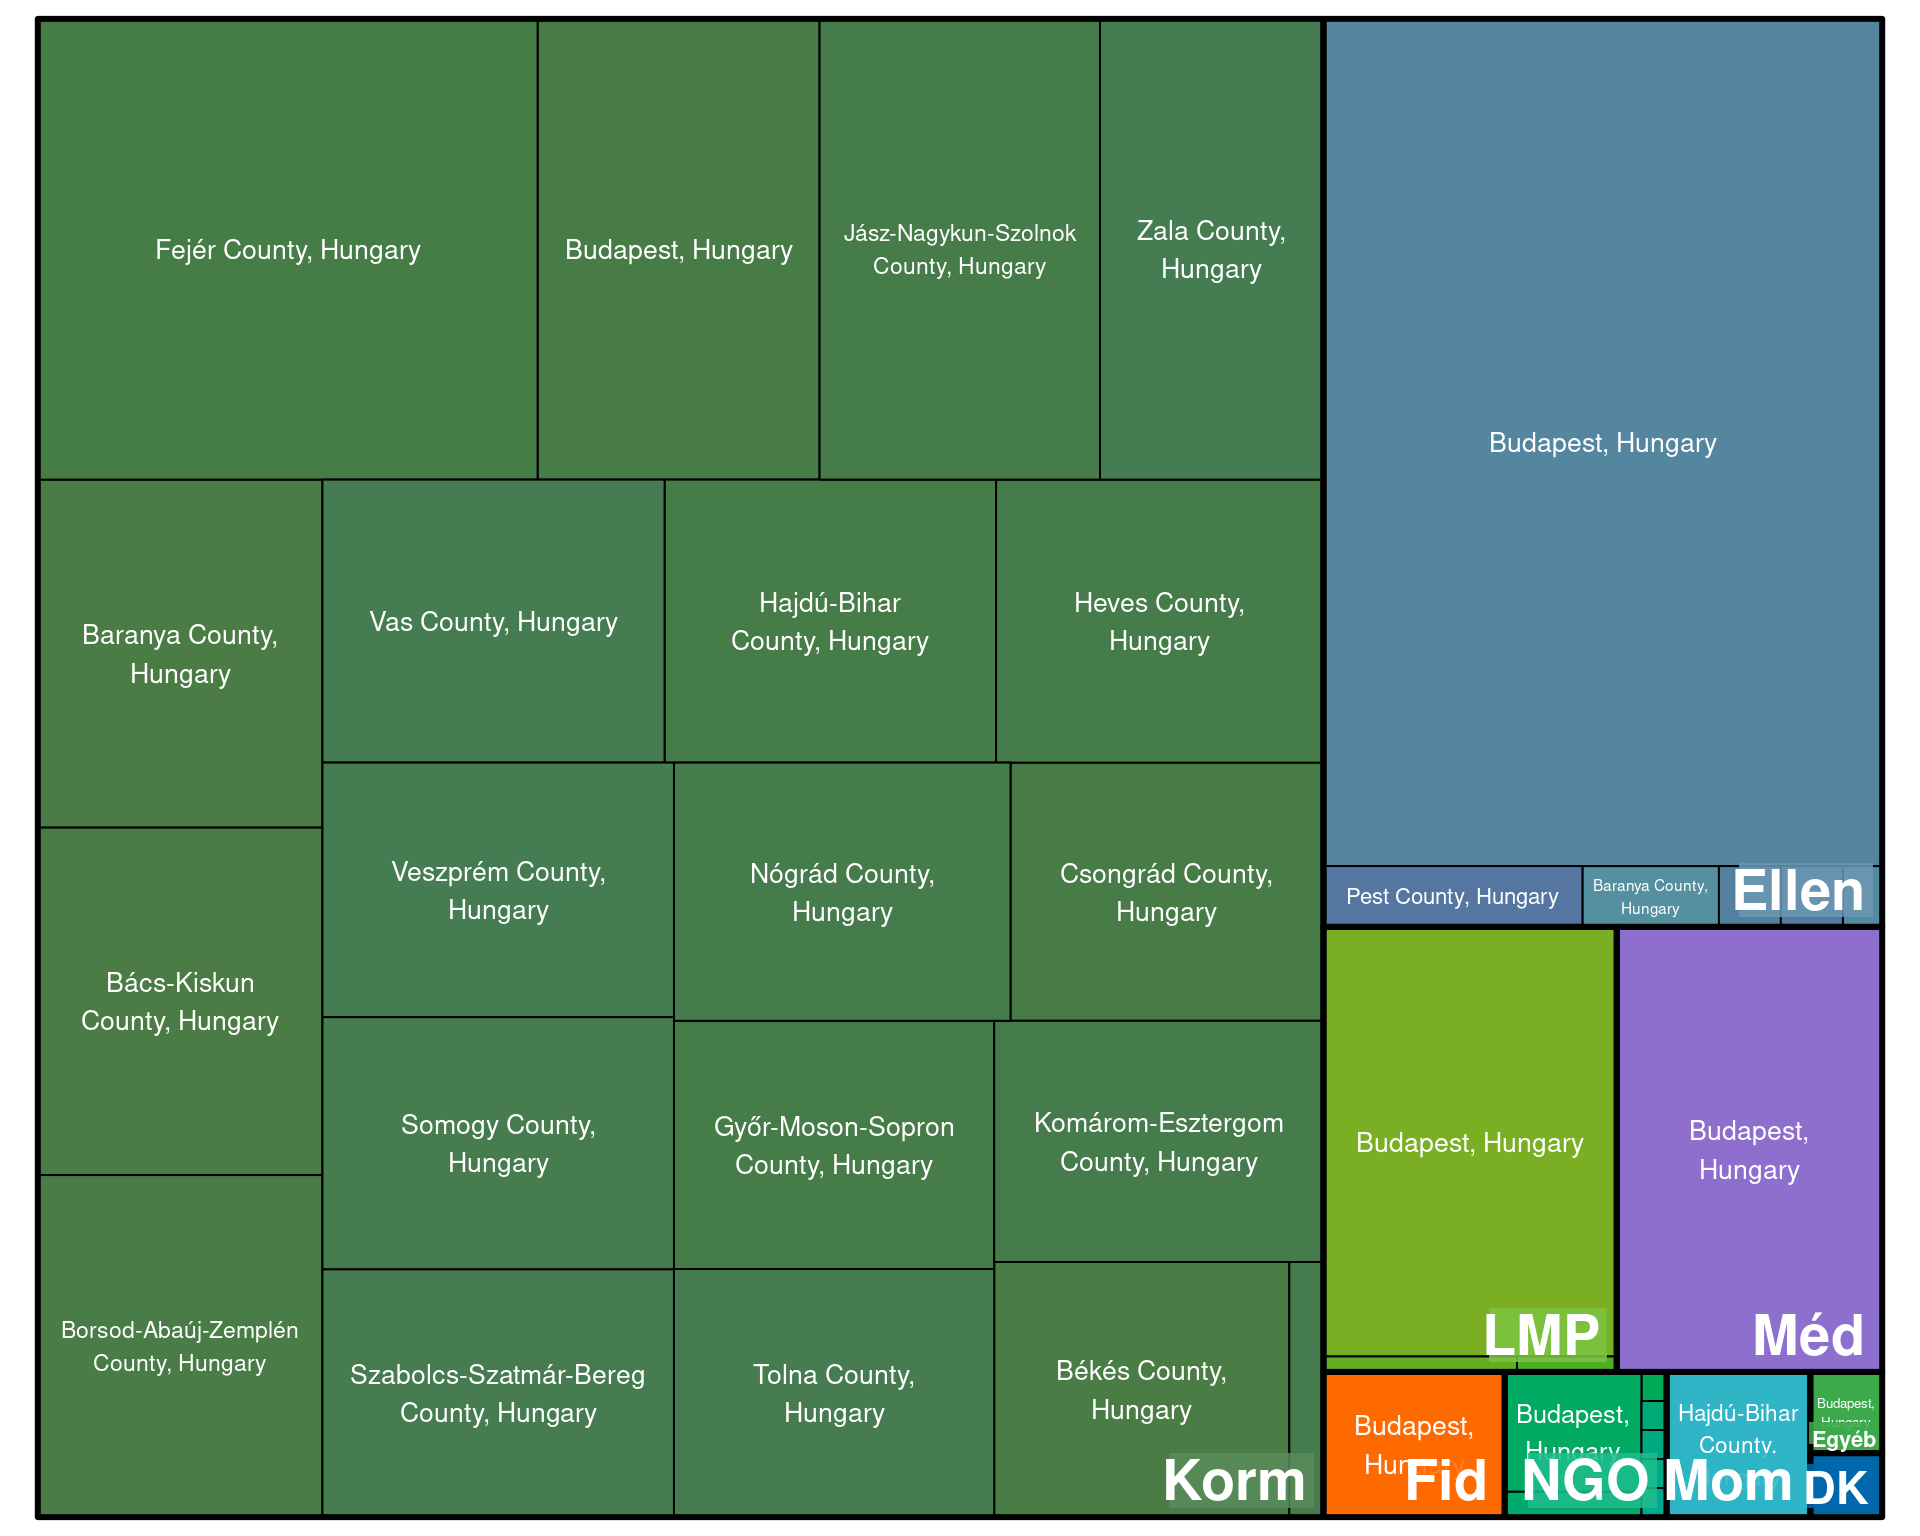 Fejér County, Hungary
Budapest, Hungary
Jász-Nagykun-Szolnok
County, Hungary
Zala County,
Hungary
Baranya County,
Hungary
Vas County, Hungary
Hajdú-Bihar
County, Hungary
Heves County,
Hungary
Bács-Kiskun
County, Hungary
Veszprém County,
Hungary
Nógrád County,
Hungary
Csongrád County,
Hungary
Somogy County,
Hungary
Győr-Moson-Sopron
County, Hungary
Komárom-Esztergom
County, Hungary
Borsod-Abaúj-Zemplén
County, Hungary
Szabolcs-Szatmár-Bereg
County, Hungary
Tolna County,
Hungary
Békés County,
Hungary
Korm
Budapest, Hungary
Pest County, Hungary
Baranya County,
Hungary
Ellen
Budapest, Hungary
LMP
Budapest,
Hungary
Méd
Budapest,
Hungary
Fid
Budapest,
Hungary
NGO
Hajdú-Bihar
County,
Mom
Budapest,
Hungary
Egyéb
DK